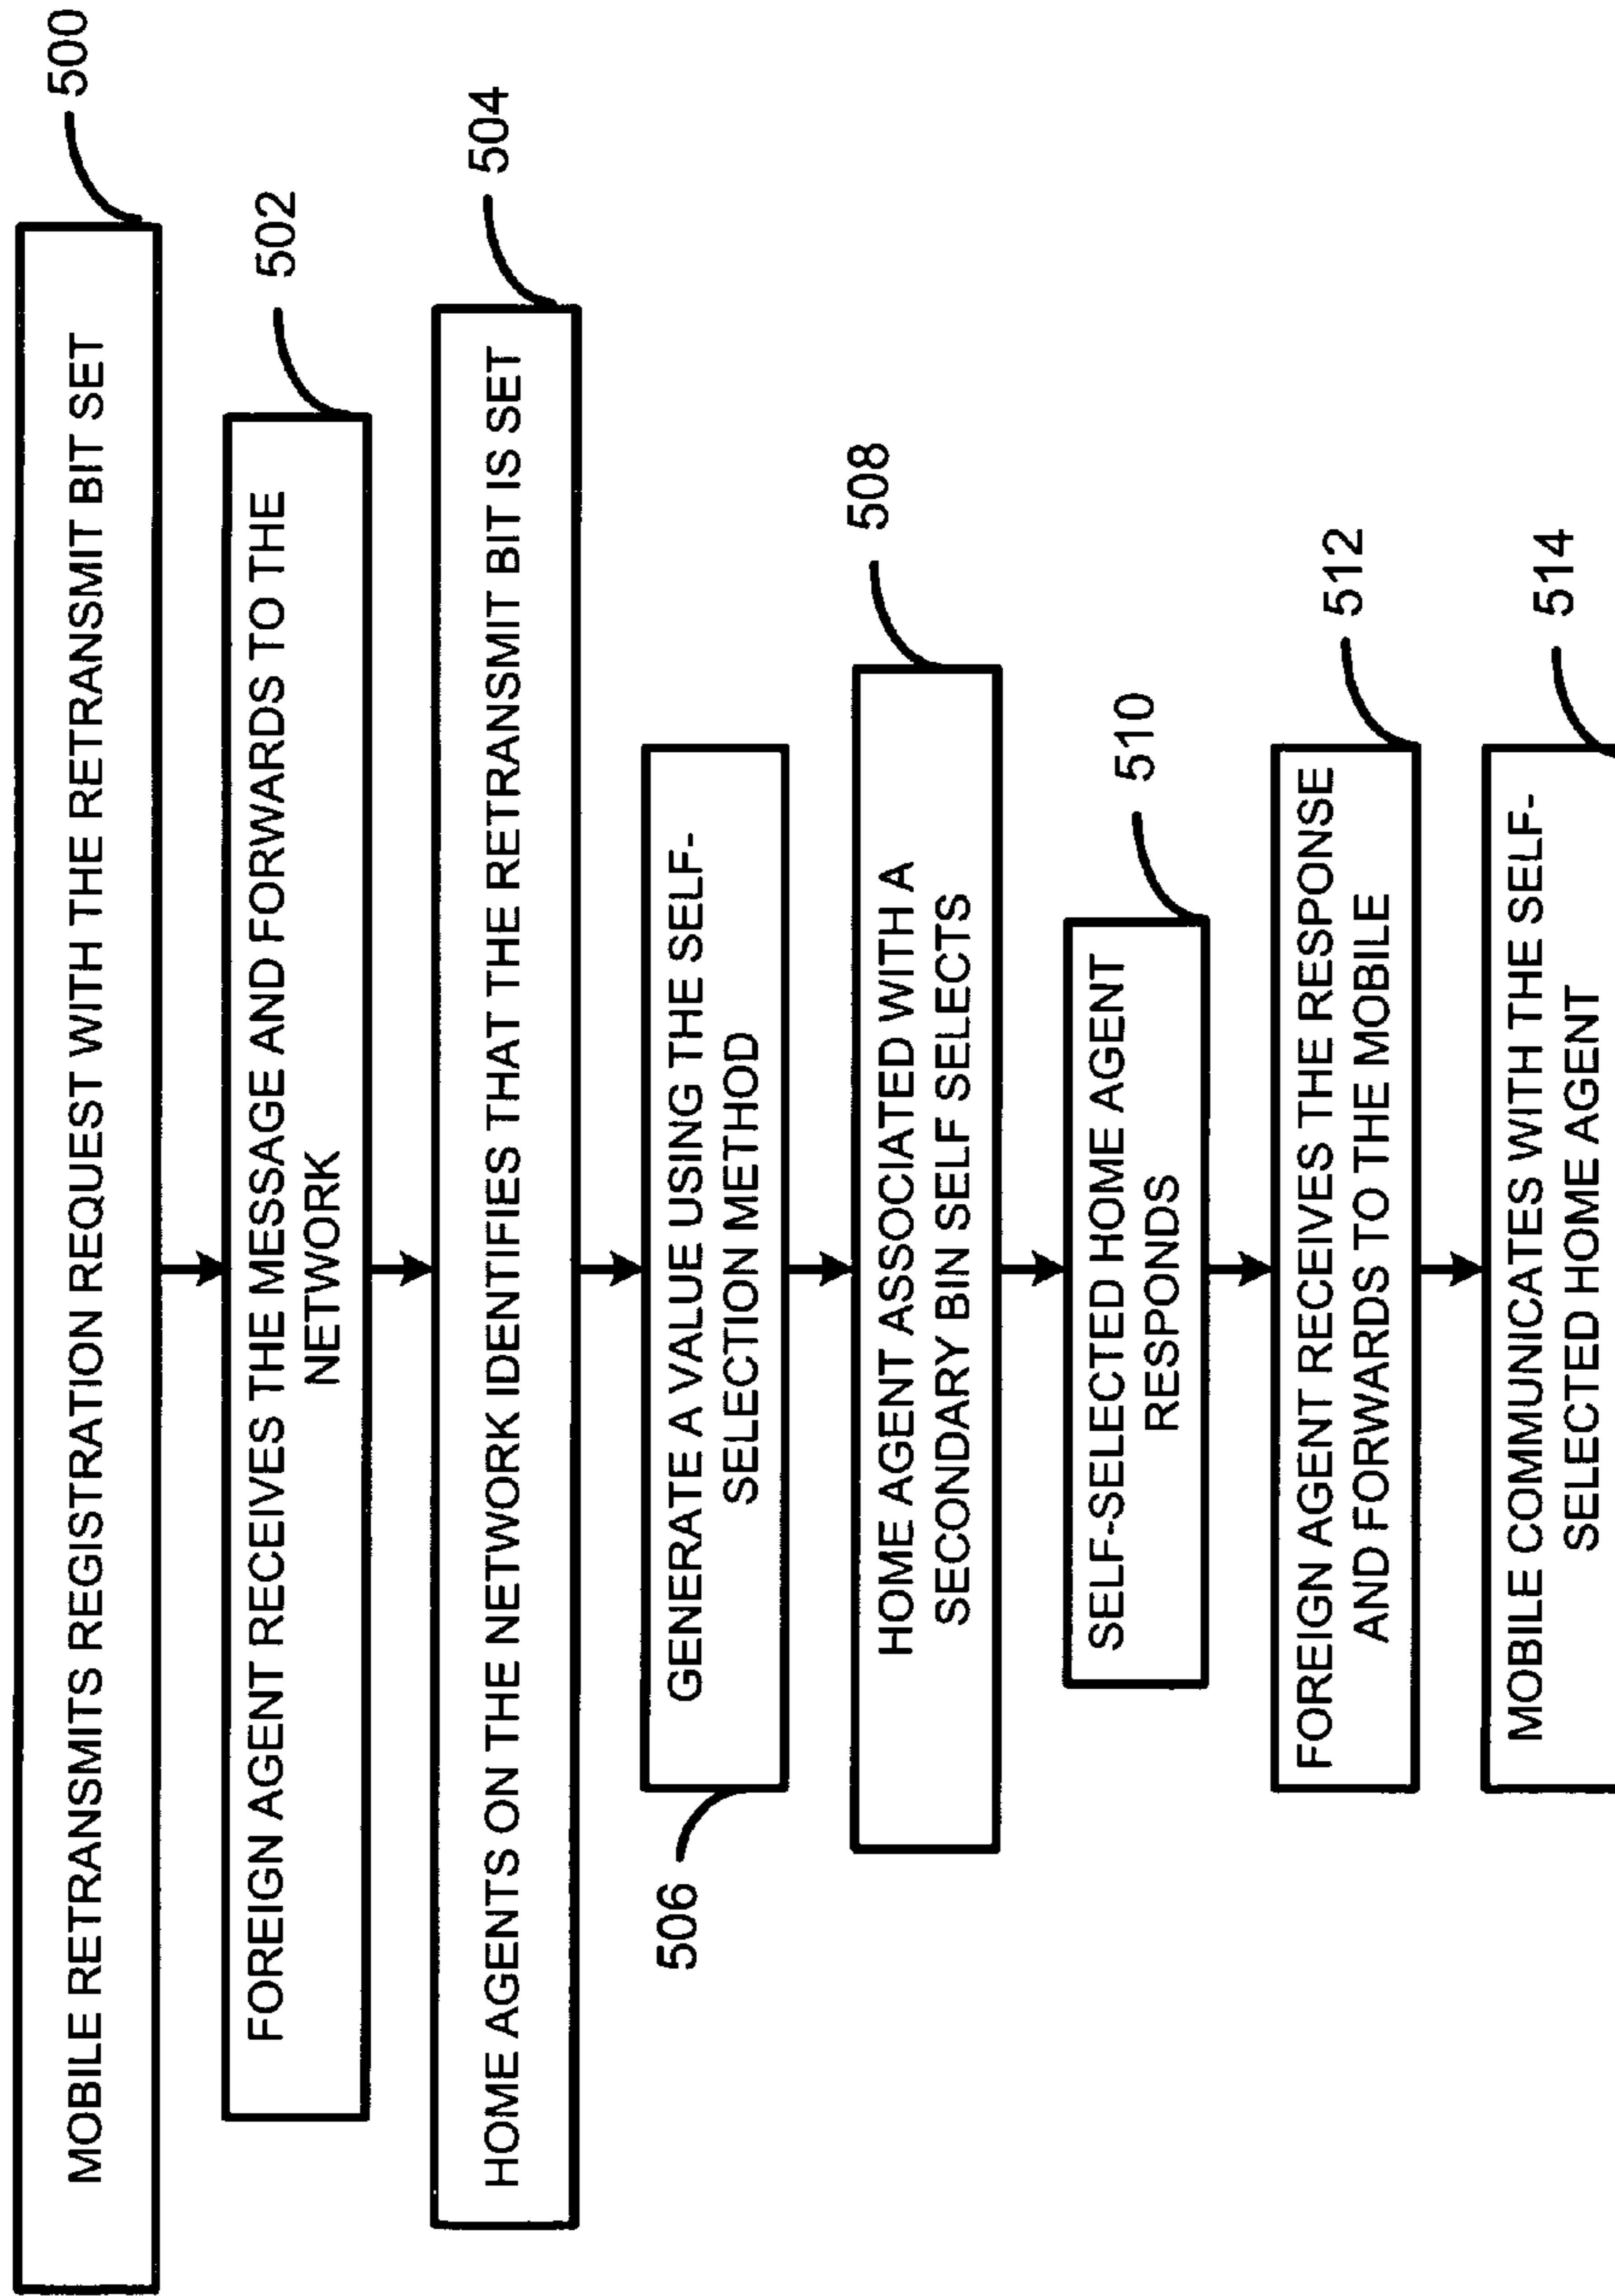 MOBILE RETRANSMITS REGISTRATION REQUEST WITH THE RETRANSMIT BIT SET
500
FOREIGN AGENT RECEIVES THE MESSAGE AND FORWARDS TO THE
NETWORK
502
HOME AGENTS ON THE NETWORK IDENTIFIES THAT THE RETRANSMIT BIT IS SET
504
GENERATE A VALUE USING THE SELF-
SELECTION METHOD
506
HOME AGENT ASSOCIATED WITH A
SECONDARY BIN SELF SELECTS
508
SELF-SELECTED HOME AGENT
RESPONDS
510
FOREIGN AGENT RECEIVES THE RESPONSE
AND FORWARDS TO THE MOBILE
512
MOBILE COMMUNICATES WITH THE SELF-
SELECTED HOME AGENT
514